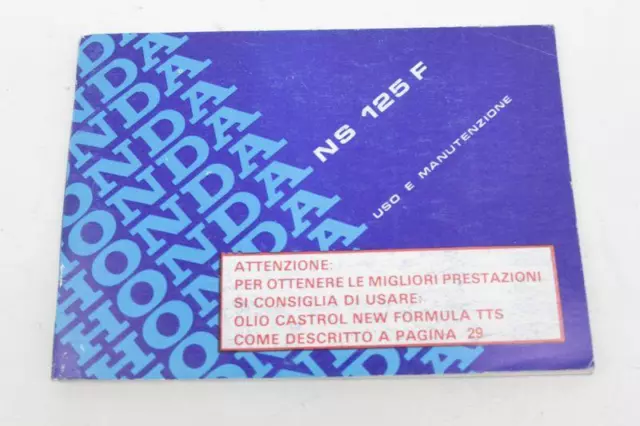 HONDA
HONDA
HONDA
HONDA
HONDA
HONDA
HONDA
HONDA
NS 125 F
USO E MANUTENZIONE
ATTENZIONE:
PER OTTENERE LE MIGLIORI PRESTAZIONI
SI CONSIGLIA DI USARE:
OLIO CASTROL NEW FORMULA TTS
COME DESCRITTO A PAGINA 29